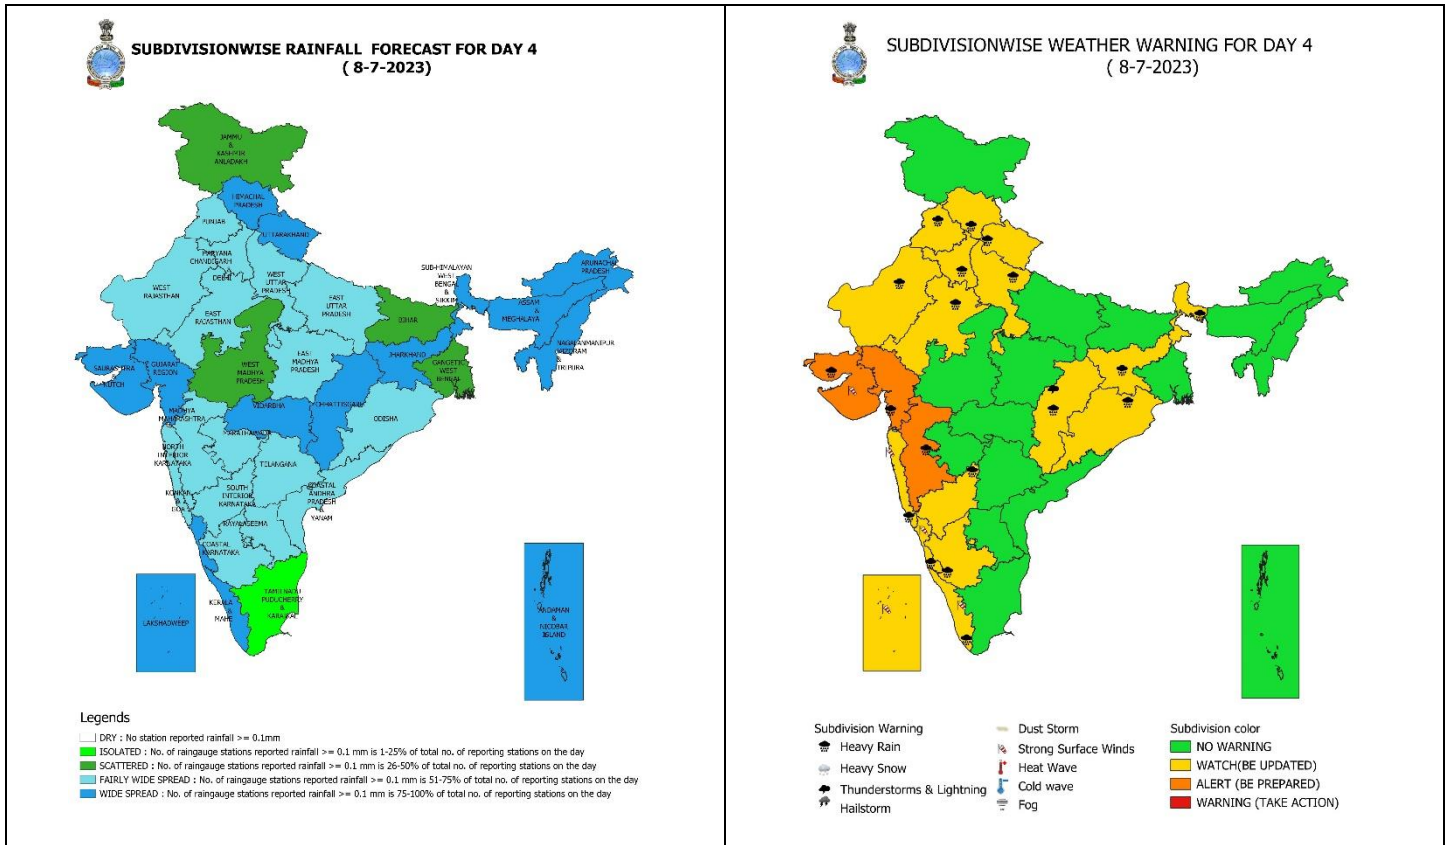 SUBDIVISIONWISE RAINFALL FORECAST FOR DAY 4
( 8-7-2023)
JAMMU
&
KASHMIR
ANLADAKH
HIMACHAL
PRADESH
PUNJAB
UTTARAKHAND
HARYANA
CHANDIGARH
DELHI
WEST
UTTAR
PRADESH
WEST
RAJASTHAN
EAST
UTTAR
PRADESH
SUB-HIMALAYAN
WEST
BENGAL
&
SIKKIM
ARUNACHAL
PRADESH
ASSAM
&
MEGHALAYA
EAST
RAJASTHAN
BIHAR
NAGALANMANIPUR
MIZORAM
&
TRIPURA
JHARKHAND
EAST
MADHYA
PRADESH
WEST
MADHYA
PRADESH
GANGETIC
WEST
BENGAL
SAURASHTRA
&
KUTCH
GUJARAT
REGION
CHHATTISGARH
VIDARBHA
MADHYA
MAHARASHTRA
ODISHA
MARATHAWADA
NORTH
INTERIOR
KARNATAKA
TELANGANA
KONKAN
&
GOA
SOUTH
INTERIOR
KARNATAKA
COASTAL
ANDHRA
PRADESH
&
YANAM
RAYALASEEMA
COASTAL
KARNATAKA
TAMILNADU
PUDUCHERRY
&
KARAIKAL
KERALA
&
MAHE
LAKSHADWEEP
ANDAMAN
&
NICOBAR
ISLAND
Legends
DRY : No station reported rainfall >= 0.1mm
ISOLATED : No. of raingauge stations reported rainfall >= 0.1 mm is 1-25% of total no. of reporting stations on the day
SCATTERED : No. of raingauge stations reported rainfall >= 0.1 mm is 26-50% of total no. of reporting stations on the day
FAIRLY WIDE SPREAD : No. of raingauge stations reported rainfall >= 0.1 mm is 51-75% of total no. of reporting stations on the day
WIDE SPREAD : No. of raingauge stations reported rainfall >= 0.1 mm is 75-100% of total no. of reporting stations on the day
SUBDIVISIONWISE WEATHER WARNING FOR DAY 4
( 8-7-2023)
Subdivision Warning
Heavy Rain
Heavy Snow
Thunderstorms & Lightning
Hailstorm
Dust Storm
Strong Surface Winds
Heat Wave
Cold wave
Fog
Subdivision color
NO WARNING
WATCH(BE UPDATED)
ALERT (BE PREPARED)
WARNING (TAKE ACTION)